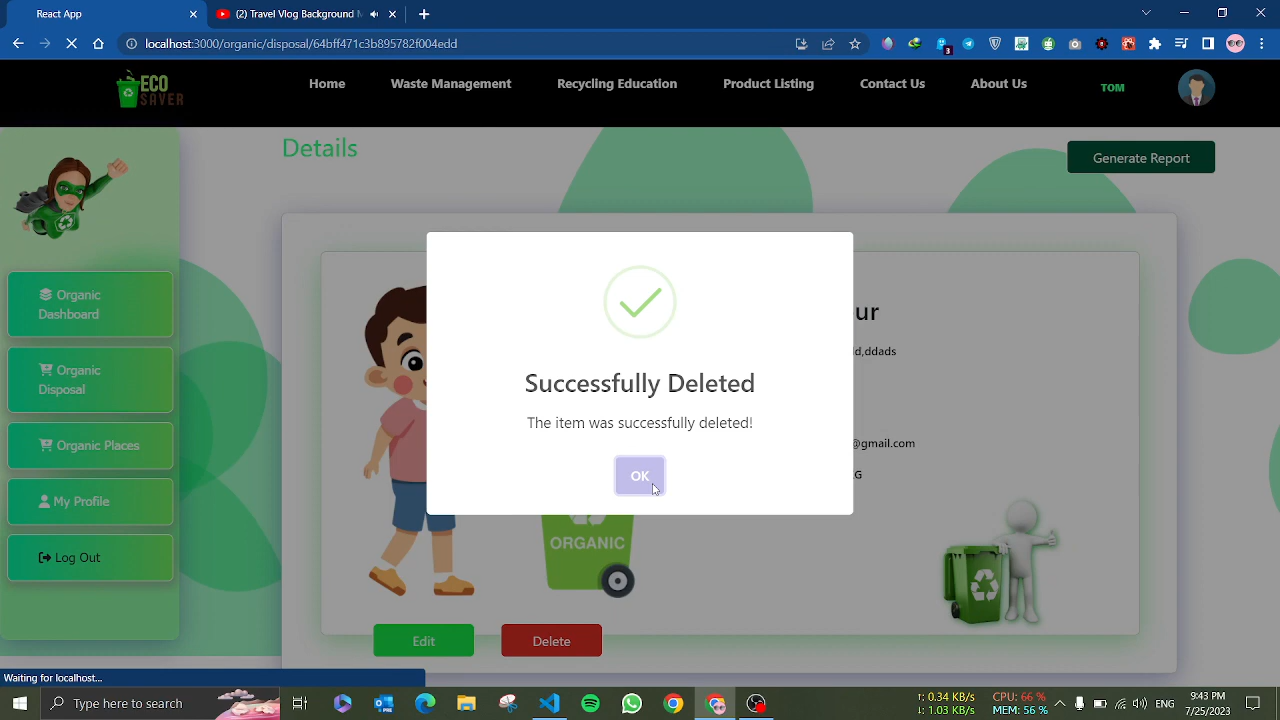 React App
(2) Travel Vlog Background
localhost:3000/organic/disposal/64bff471c3b895782f004edd
3
ECO
SAVER
Home
Waste Management
Recycling Education
Product Listing
Contact Us
About Us
TOM
Details
Generate Report
Organic
Dashboard
Organic
Disposal
Organic Places
My Profile
Log Out
ur
d,ddads
@gmail.com
G
Successfully Deleted
The item was successfully deleted!
OK
ORGANIC
Edit
Delete
Waiting for localhost...
Type here to search
↑: 0.34 KB/s
↓: 1.03 KB/s
CPU: 66 %
MEM: 56 %
ENG
9:43 PM
7/25/2023